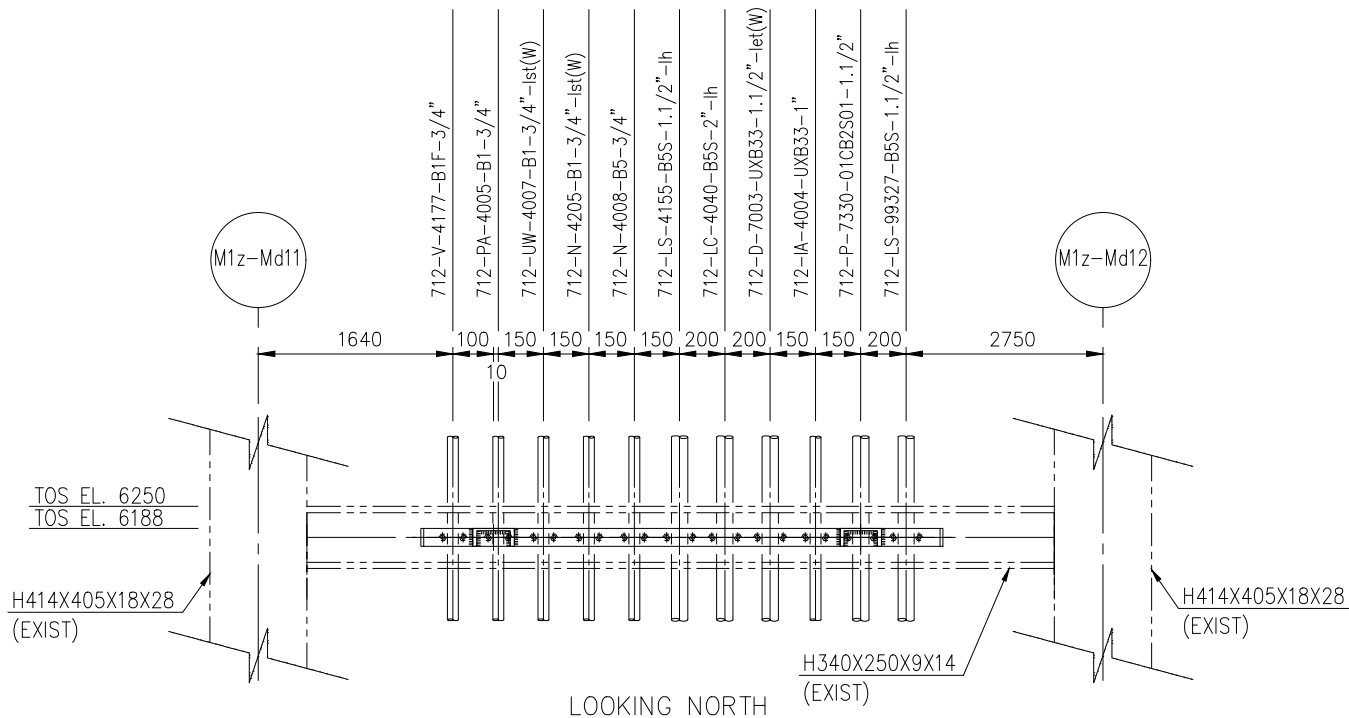 712-V-4177-B1F-3/4"
712-PA-4005-B1-3/4"
712-UW-4007-B1-3/4"-Ist(W)
712-N-4205-B1-3/4"-Ist(W)
712-N-4008-B5-3/4"
712-LS-4155-B5S-1.1/2"-Ih
712-LC-4040-B5S-2"-Ih
712-D-7003-UXB33-1.1/2"-Iet(W)
712-IA-4004-UXB33-1"
712-P-7330-01CB2S01-1.1/2"
712-LS-99327-B5S-1.1/2"-Ih
M1z-Md11
M1z-Md12
1640
100
150
150
150
150
200
200
150
150
200
2750
10
TOS EL. 6250
TOS EL. 6188
H414X405X18X28
(EXIST)
H414X405X18X28
(EXIST)
H340X250X9X14
(EXIST)
LOOKING NORTH